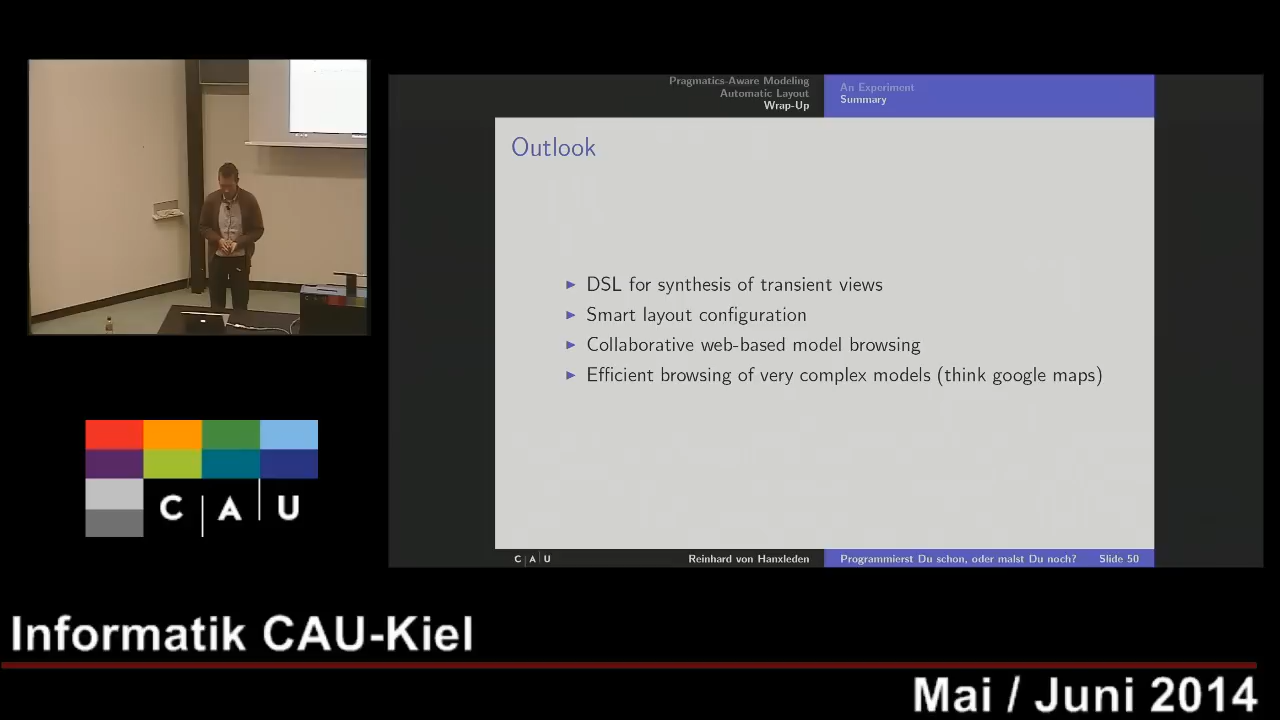 Pragmatics-Aware Modeling
Automatic Layout
Wrap-Up
An Experiment
Summary
Outlook
DSL for synthesis of transient views
Smart layout configuration
Collaborative web-based model browsing
Efficient browsing of very complex models (think google maps)
C|A|U
Reinhard von Hanxleden
Programmierst Du schon, oder malst Du noch?
Slide 50
C|A|U
Informatik CAU-Kiel
Mai / Juni 2014